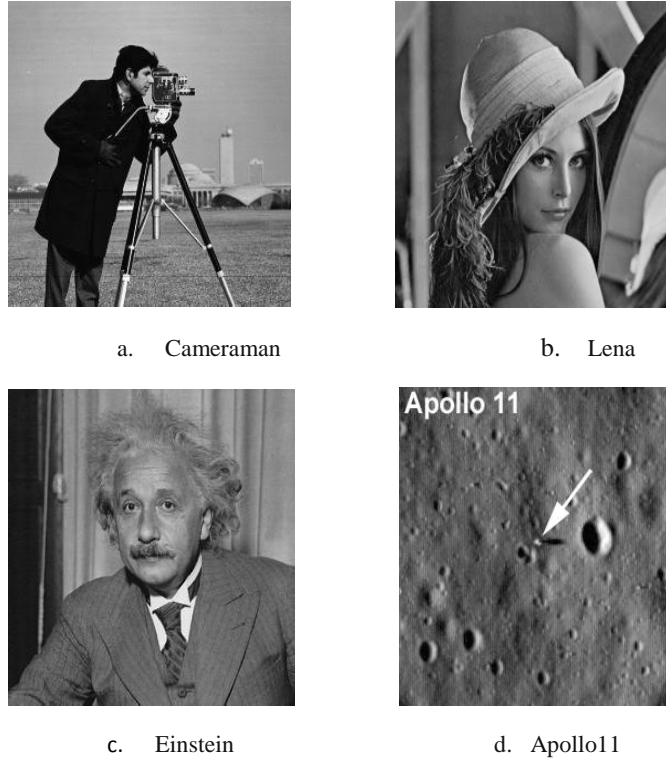 a. Cameraman
b. Lena
Apollo 11
c. Einstein
d. Apollo11